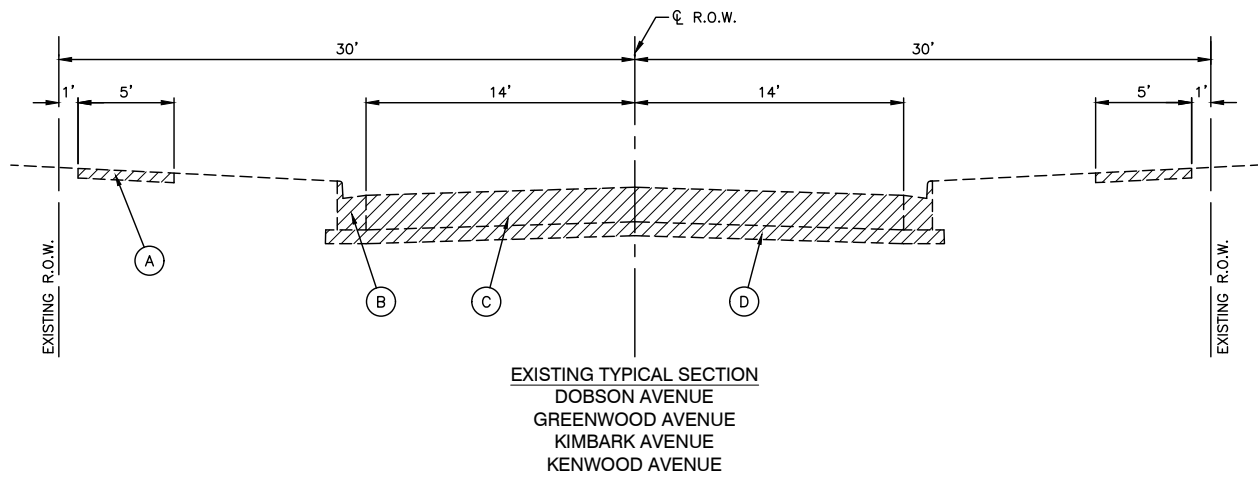 ℄ R.O.W.
30'
30'
1'
5'
14'
14'
5'
1'
A
B
C
D
EXISTING R.O.W.
EXISTING R.O.W.
EXISTING TYPICAL SECTION
DOBSON AVENUE
GREENWOOD AVENUE
KIMBARK AVENUE
KENWOOD AVENUE